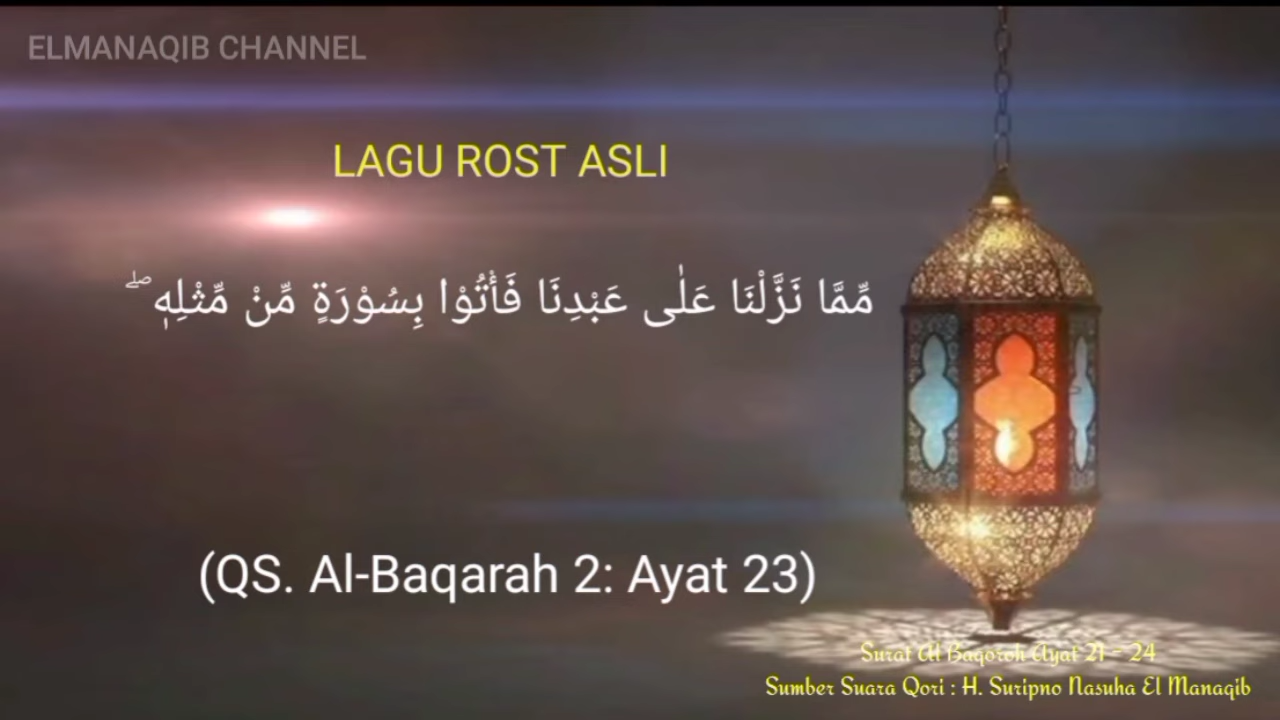 ELMANAQIB CHANNEL
LAGU ROST ASLI
مِّمَّا نَزَّلْنَا عَلٰى عَبْدِنَا فَأْتُوْا بِسُوْرَةٍ مِّنْ مِّثْلِهٖ ۖ
(QS. Al-Baqarah 2: Ayat 23)
Surat Al Baqoroh Ayat 21 - 24
Sumber Suara Qori : H. Suripno Nasuha El Manaqib